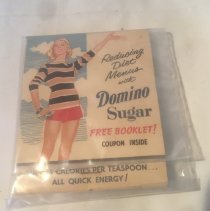 Reducing
Diet
Menus
with
Domino
Sugar
FREE BOOKLET!
COUPON INSIDE
CALORIES PER TEASPOON...
ALL QUICK ENERGY!